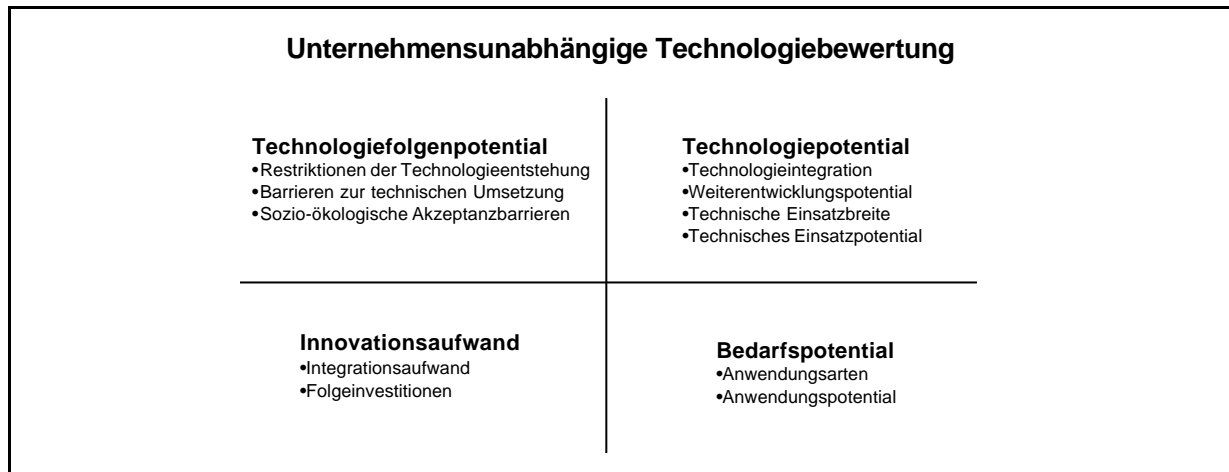 Unternehmensunabhängige Technologiebewertung
Technologiefolgenpotential
•Restriktionen der Technologieentstehung
•Barrieren zur technischen Umsetzung
•Sozio-ökologische Akzeptanzbarrieren
Technologiepotential
•Technologieintegration
•Weiterentwicklungspotential
•Technische Einsatzbreite
•Technisches Einsatzpotential
Innovationsaufwand
•Integrationsaufwand
•Folgeinvestitionen
Bedarfspotential
•Anwendungsarten
•Anwendungspotential